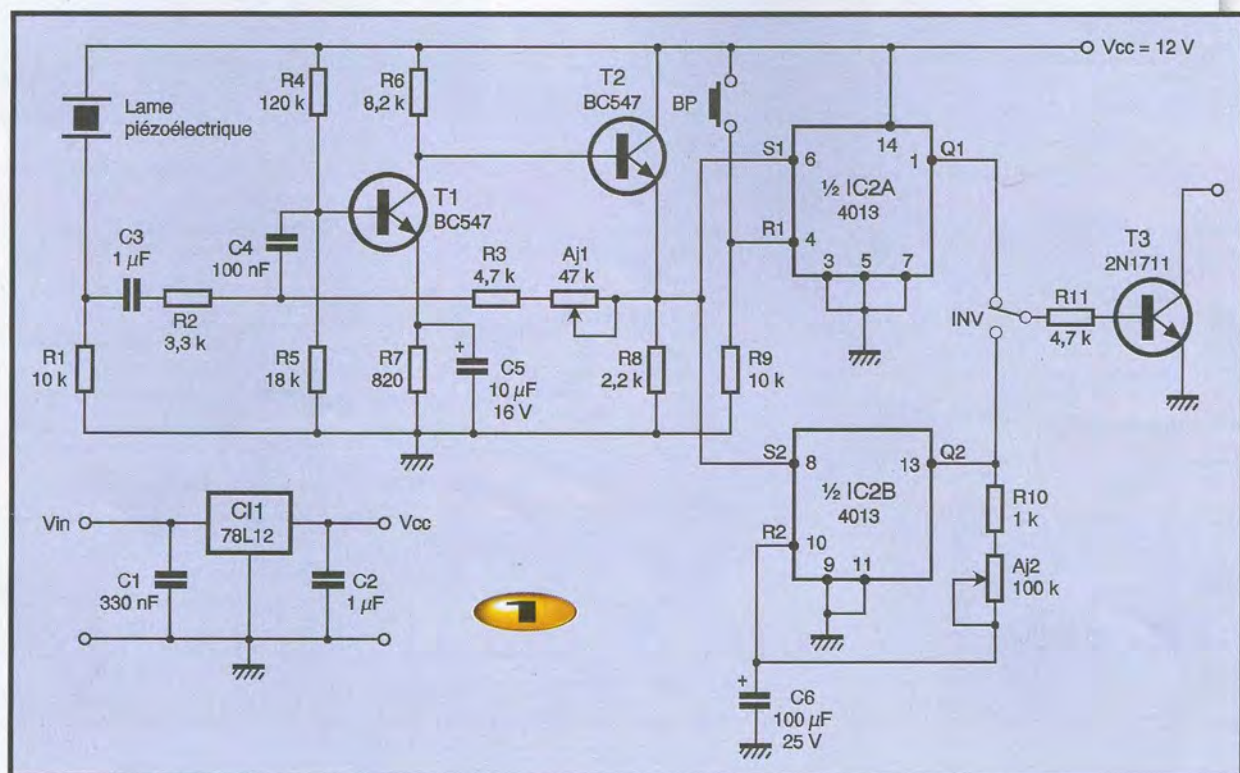 Vcc = 12 V
Lame
piézoélectrique
R4
120 k
R6
8,2 k
T2
BC547
BP
14
S1
6
1
Q1
½ IC2A
4013
T1
BC547
R1
4
3
5
7
T3
2N1711
C3
1 µF
C4
100 nF
R2
3,3 k
R3
4,7 k
Aj1
47 k
INV
R11
4,7 k
R1
10 k
R5
18 k
R7
820
+
C5
10 µF
16 V
R8
2,2 k
R9
10 k
S2
8
13
Q2
½ IC2B
4013
R2
10
9
11
R10
1 k
Aj2
100 k
Vin
CI1
78L12
Vcc
C1
330 nF
C2
1 µF
1
+
C6
100 µF
25 V